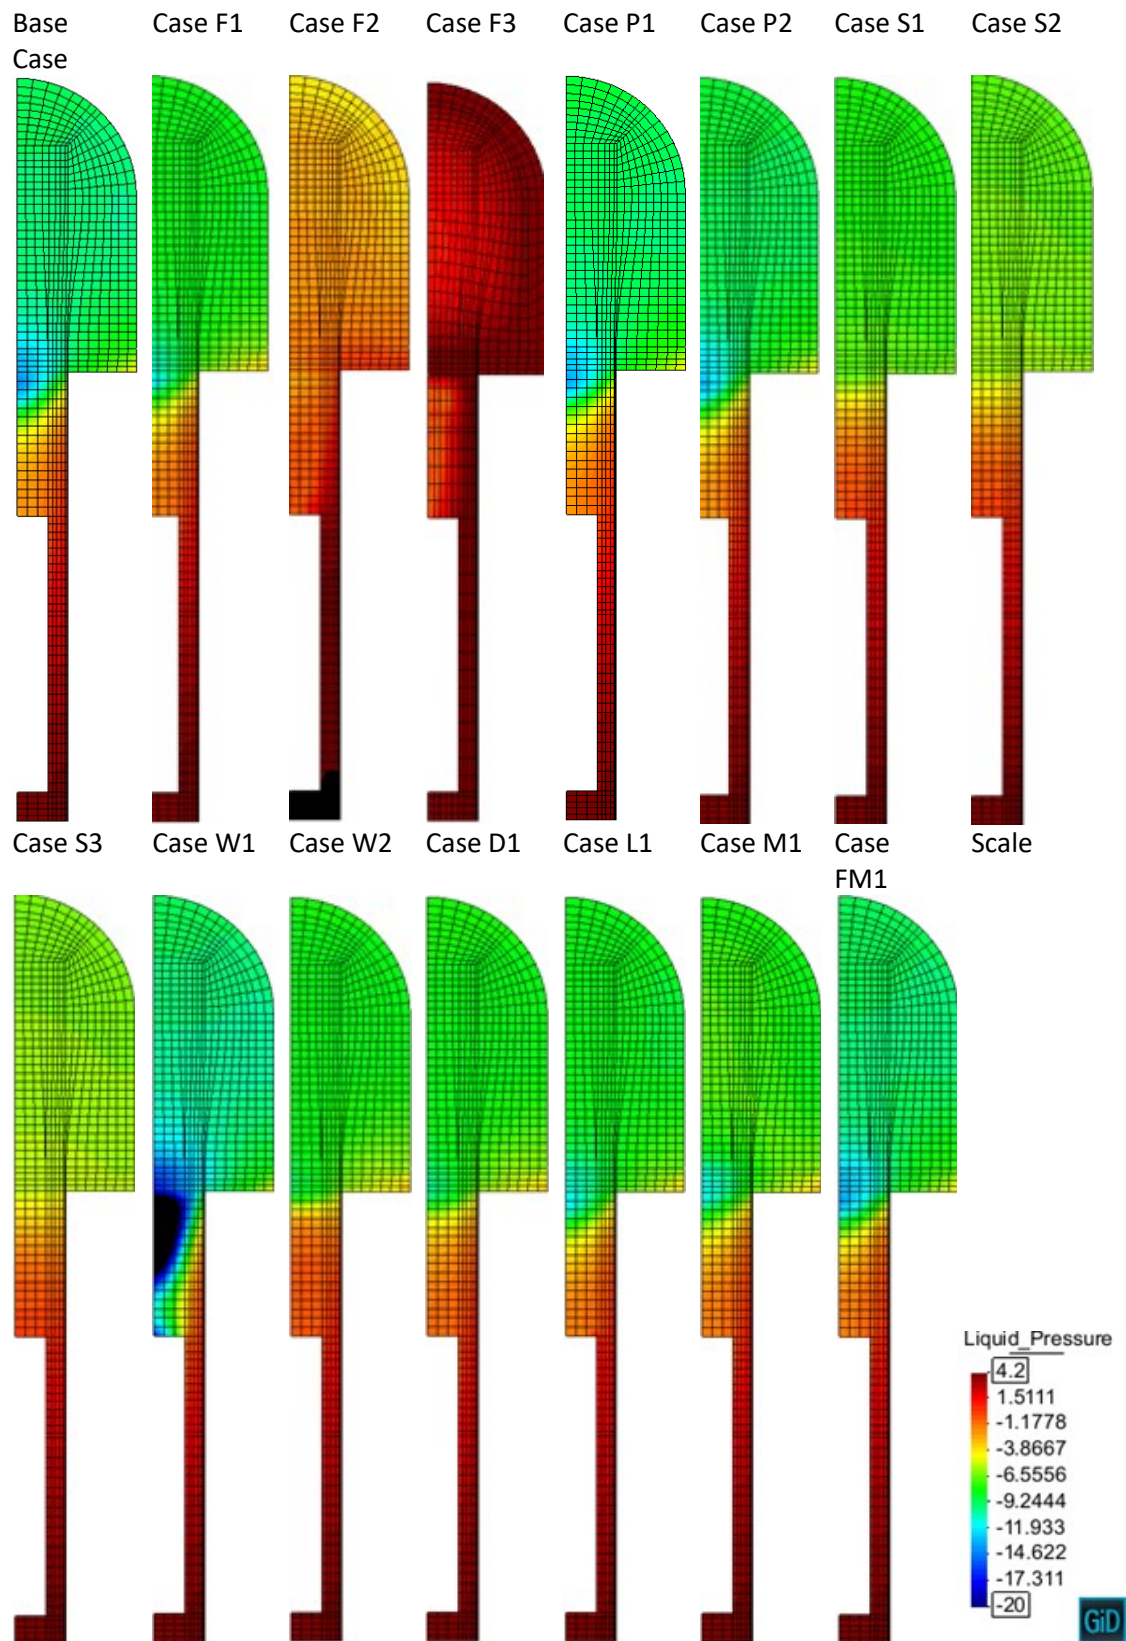 Base Case F1 Case F2 Case F3 Case P1 Case P2 Case S1 Case S2
Case
Case S3 Case W1 Case W2 Case D1 Case L1 Case M1 Case Scale
FM1
Liquid_Pressure
4.2
1.5111
-1.1778
-3.8667
-6.5556
-9.2444
-11.933
-14.622
-17.311
-20
GiD